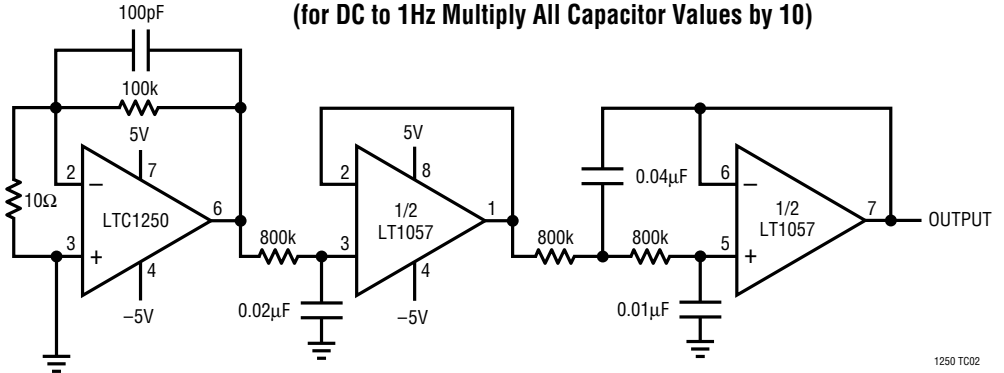 (for DC to 1Hz Multiply All Capacitor Values by 10)
100pF
100k
5V
7
2
–
10Ω
LTC1250
6
3
+
4
–5V
5V
8
2
–
1/2
LT1057
1
800k
3
+
4
0.02µF
–5V
0.04µF
6
–
1/2
LT1057
7
OUTPUT
800k
800k
5
+
0.01µF
1250 TC02